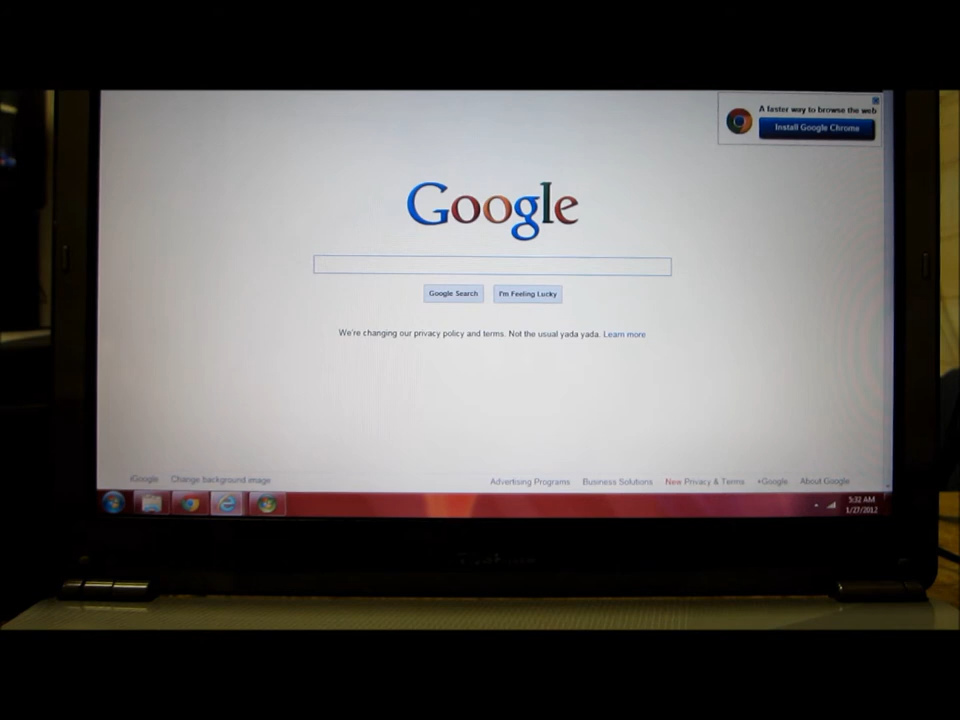 A faster way to browse the web
Install Google Chrome
Google
Google Search
I'm Feeling Lucky
We're changing our privacy policy and terms. Not the usual yada yada. Learn more
iGoogle
Change background image
Advertising Programs
Business Solutions
New Privacy & Terms
+Google
About Google
5:32 AM
1/27/2012